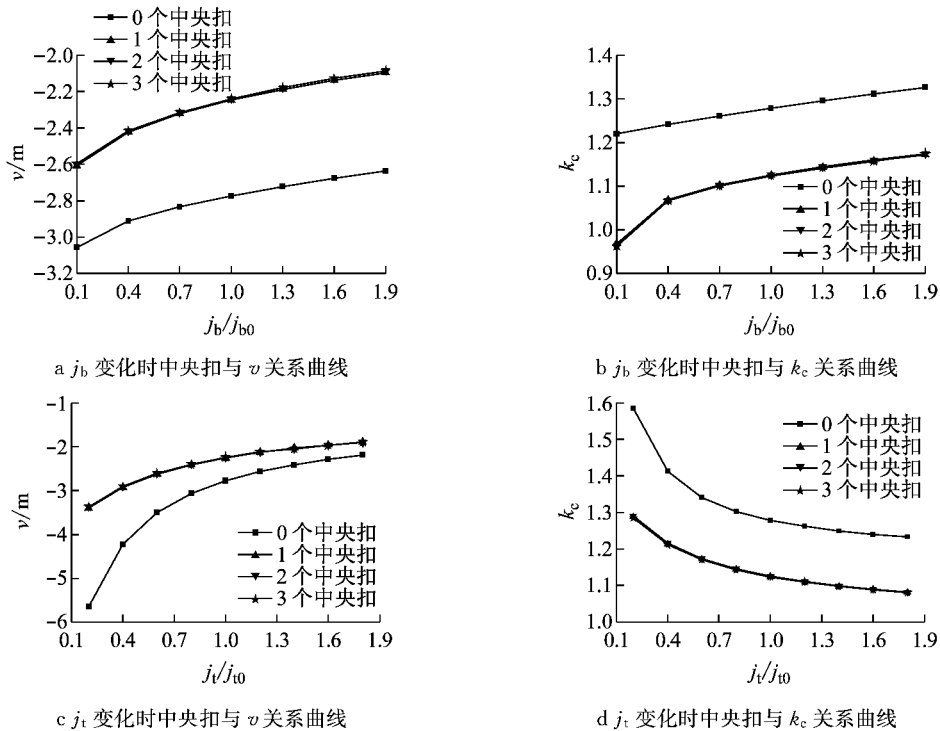 0 个中央扣
1 个中央扣
2 个中央扣
3 个中央扣
−2.0
−2.2
−2.4
−2.6
−2.8
−3.0
−3.2
v/m
0.1 0.4 0.7 1.0 1.3 1.6 1.9
jb/jb0
a jb 变化时中央扣与 v 关系曲线
1.4
1.3
1.2
1.1
1.0
0.9
kc
0 个中央扣
1 个中央扣
2 个中央扣
3 个中央扣
0.1 0.4 0.7 1.0 1.3 1.6 1.9
jb/jb0
b jb 变化时中央扣与 kc 关系曲线
−1
−2
−3
−4
−5
−6
v/m
0 个中央扣
1 个中央扣
2 个中央扣
3 个中央扣
0.1 0.4 0.7 1.0 1.3 1.6 1.9
jt/jt0
c jt 变化时中央扣与 v 关系曲线
1.6
1.5
1.4
1.3
1.2
1.1
1.0
kc
0 个中央扣
1 个中央扣
2 个中央扣
3 个中央扣
0.1 0.4 0.7 1.0 1.3 1.6 1.9
jt/jt0
d jt 变化时中央扣与 kc 关系曲线